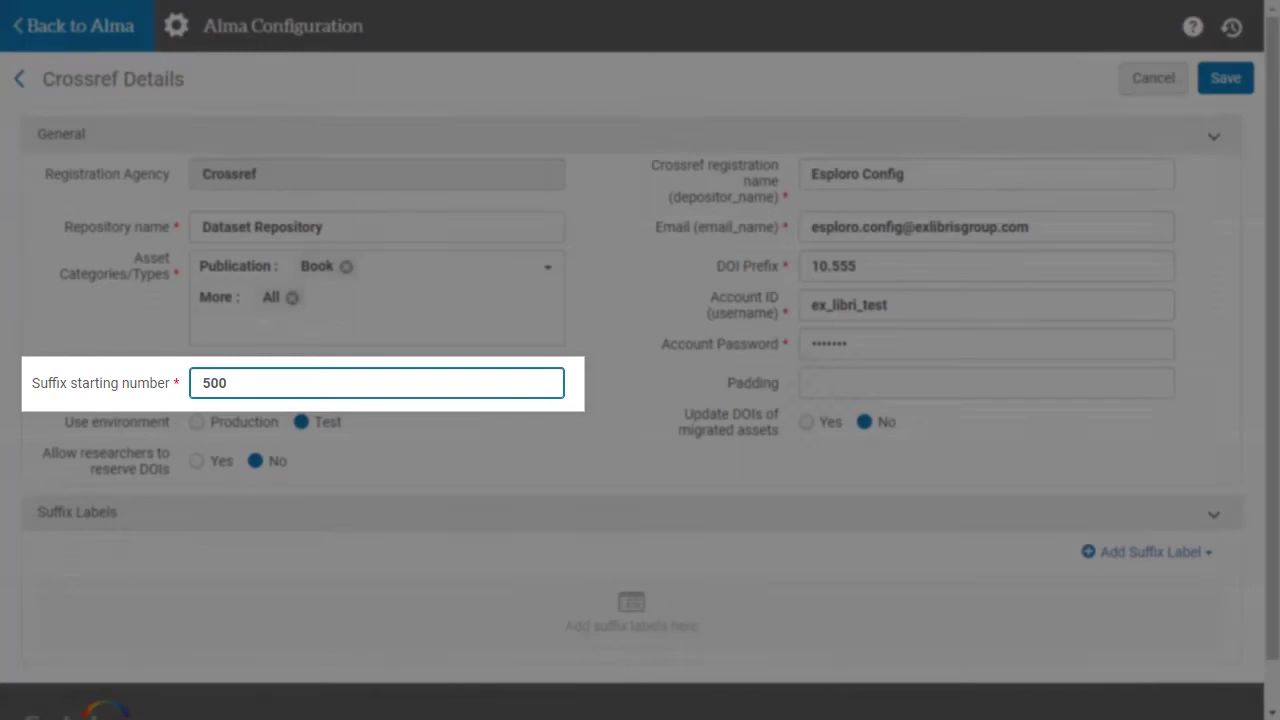 Back to Alma
Alma Configuration
Crossref Details
Cancel
Save
General
Registration Agency
Crossref
Crossref registration
name
(depositor_name) *
Esploro Config
Repository name *
Dataset Repository
Email (email_name) *
esploro.config@exlibrisgroup.com
Asset
Categories/Types *
Publication : Book
More : All
DOI Prefix *
10.555
Account ID
(username) *
ex_libri_test
Account Password *
•••••••
Suffix starting number *
500
Padding
Use environment
Production
Test
Update DOIs of
migrated assets
Yes
No
Allow researchers to
reserve DOIs
Yes
No
Suffix Labels
Add Suffix Label
Add suffix labels here